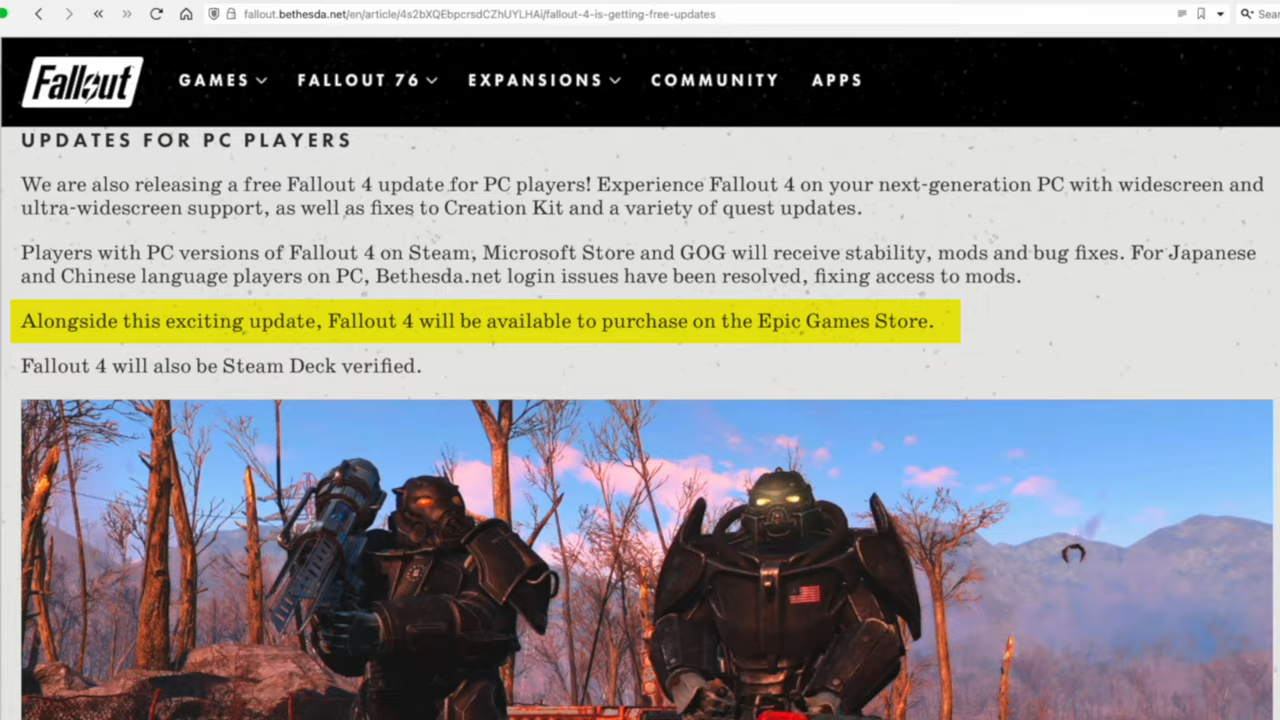 fallout.bethesda.net/en/article/4s2bXQEbpcrsdCZhUYLHAi/fallout-4-is-getting-free-updates
Fallout GAMES FALLOUT 76 EXPANSIONS COMMUNITY APPS
UPDATES FOR PC PLAYERS
We are also releasing a free Fallout 4 update for PC players! Experience Fallout 4 on your next-generation PC with widescreen and
ultra-widescreen support, as well as fixes to Creation Kit and a variety of quest updates.
Players with PC versions of Fallout 4 on Steam, Microsoft Store and GOG will receive stability, mods and bug fixes. For Japanese
and Chinese language players on PC, Bethesda.net login issues have been resolved, fixing access to mods.
Alongside this exciting update, Fallout 4 will be available to purchase on the Epic Games Store.
Fallout 4 will also be Steam Deck verified.